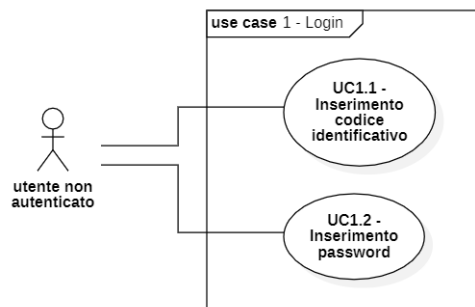 use case 1 - Login
UC1.1 -
Inserimento
codice
identificativo
utente non
autenticato
UC1.2 -
Inserimento
password